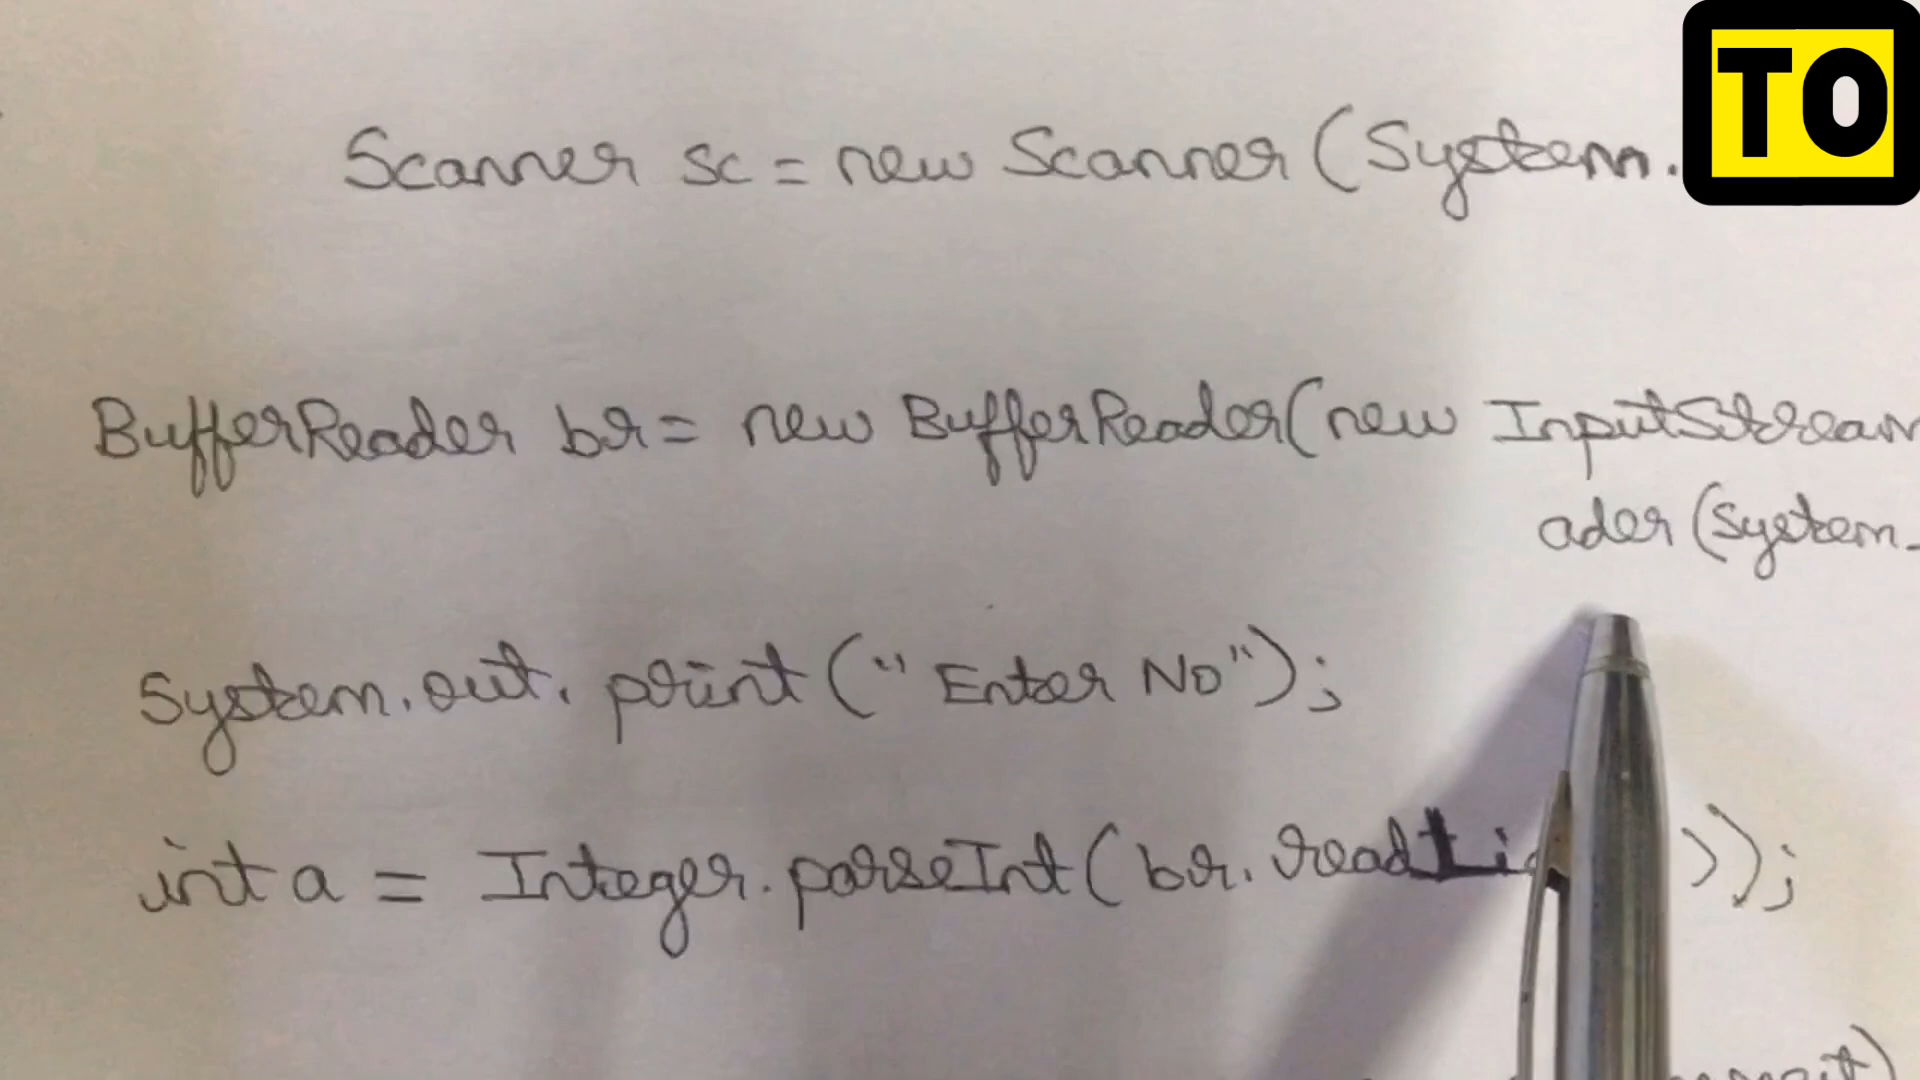 TO
Scanner sc = new Scanner (System.
BufferReader br = new BufferReader(new InputStream
ader (System.
System.out.print ("Enter No");
int a = Integer.parseInt( br. ));